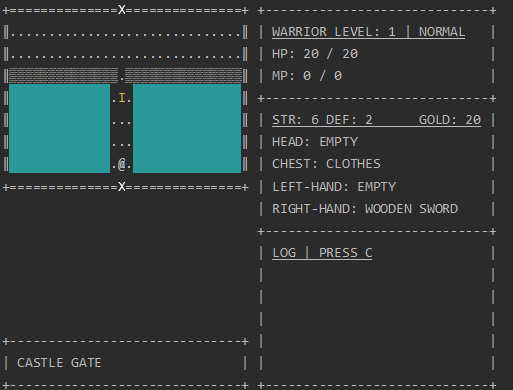 X
I
@
X
CASTLE GATE
WARRIOR LEVEL: 1 | NORMAL
HP: 20 / 20
MP: 0 / 0
STR: 6 DEF: 2 GOLD: 20
HEAD: EMPTY
CHEST: CLOTHES
LEFT-HAND: EMPTY
RIGHT-HAND: WOODEN SWORD
LOG | PRESS C